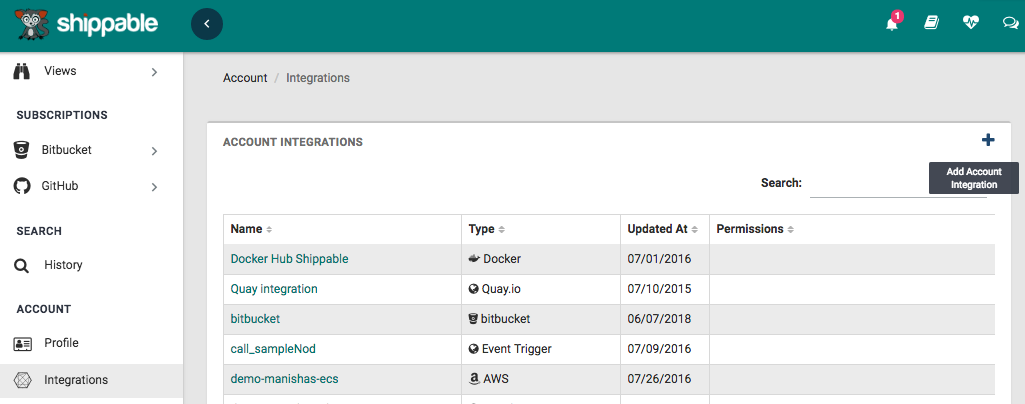 shippable
1
Views
SUBSCRIPTIONS
Bitbucket
GitHub
SEARCH
History
ACCOUNT
Profile
Integrations
Account / Integrations
ACCOUNT INTEGRATIONS
Add Account
Integration
Search:
Name Type Updated At Permissions
Docker Hub Shippable Docker 07/01/2016
Quay integration Quay.io 07/10/2015
bitbucket bitbucket 06/07/2018
call_sampleNod Event Trigger 07/09/2016
demo-manishas-ecs AWS 07/26/2016